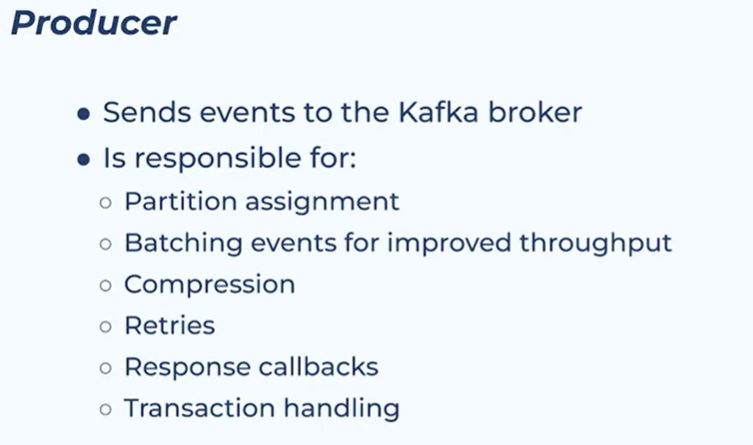 Producer
● Sends events to the Kafka broker
● Is responsible for:
○ Partition assignment
○ Batching events for improved throughput
○ Compression
○ Retries
○ Response callbacks
○ Transaction handling